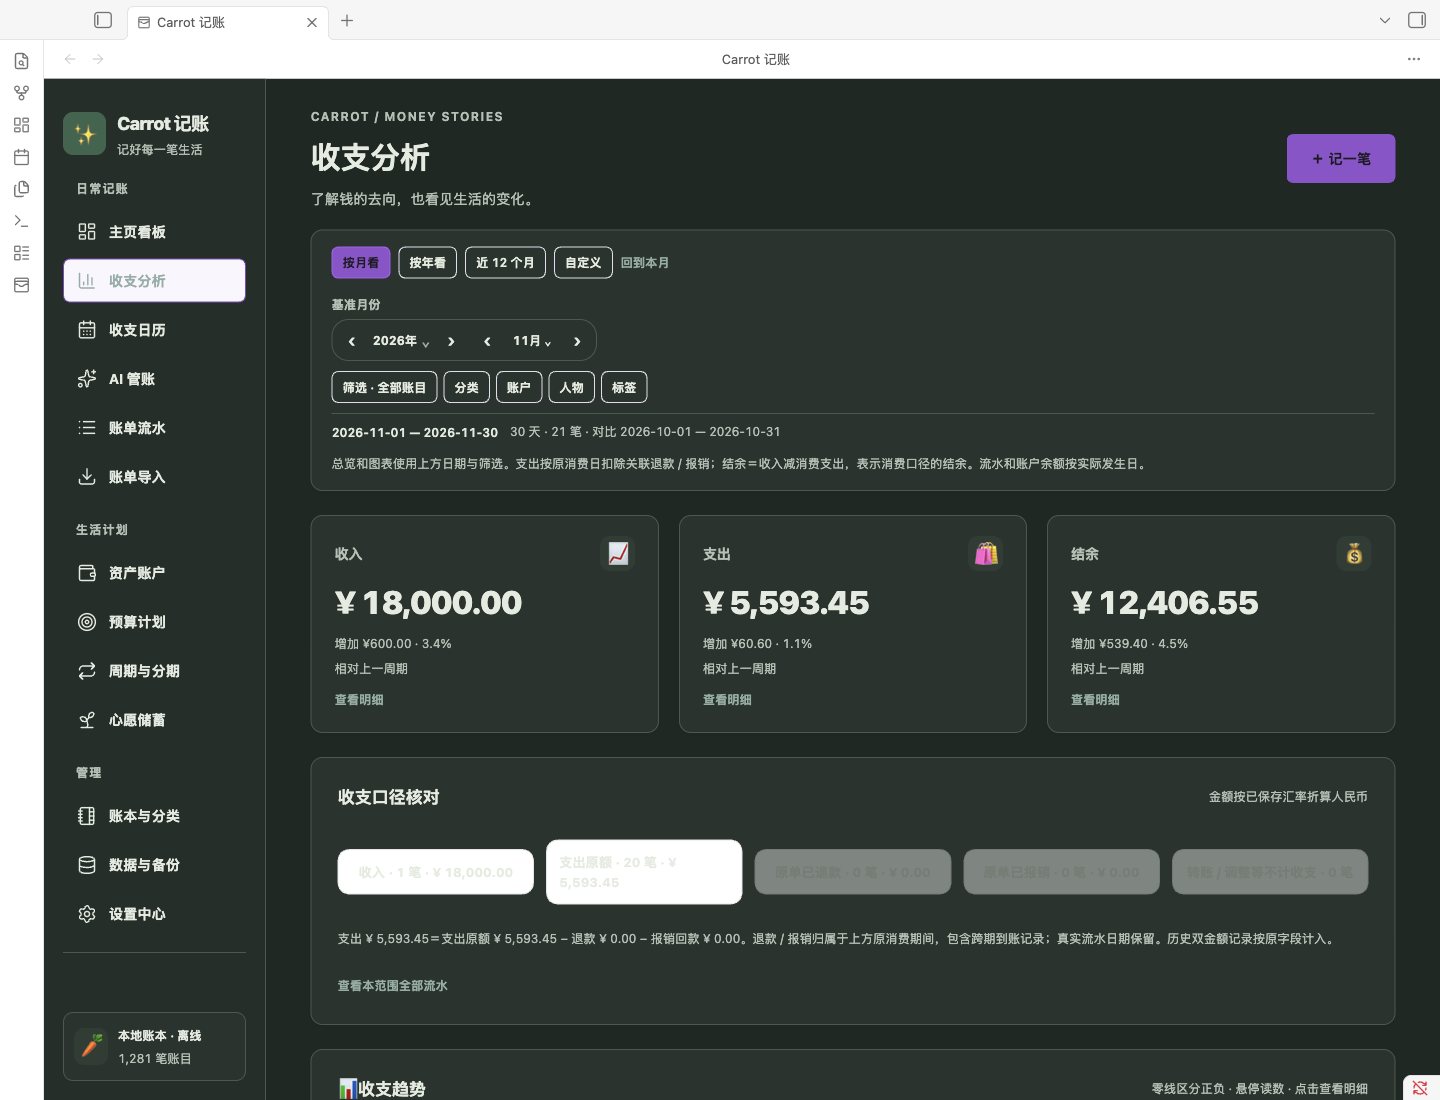 Carrot 记账
Carrot 记账
Carrot 记账
记好每一笔生活
日常记账
主页看板
收支分析
收支日历
AI 管账
账单流水
账单导入
生活计划
资产账户
预算计划
周期与分期
心愿储蓄
管理
账本与分类
数据与备份
设置中心
本地账本 · 离线
1,281 笔账目
CARROT / MONEY STORIES
收支分析
了解钱的去向，也看见生活的变化。
+ 记一笔
按月看 按年看 近 12 个月 自定义 回到本月
基准月份
2026年 11月
筛选 · 全部账目 分类 账户 人物 标签
2026-11-01 — 2026-11-30 30 天 · 21 笔 · 对比 2026-10-01 — 2026-10-31
总览和图表使用上方日期与筛选。支出按原消费日扣除关联退款 / 报销；结余＝收入减消费支出，表示消费口径的结余。流水和账户余额按实际发生日。
收入
¥ 18,000.00
增加 ¥600.00 · 3.4%
相对上一周期
查看明细
支出
¥ 5,593.45
增加 ¥60.60 · 1.1%
相对上一周期
查看明细
结余
¥ 12,406.55
增加 ¥539.40 · 4.5%
相对上一周期
查看明细
收支口径核对
金额按已保存汇率折算人民币
收入 · 1 笔 · ¥ 18,000.00
支出原额 · 20 笔 · ¥
5,593.45
原单已退款 · 0 笔 · ¥ 0.00
原单已报销 · 0 笔 · ¥ 0.00
转账 / 调整等不计收支 · 0 笔
支出 ¥ 5,593.45＝支出原额 ¥ 5,593.45 − 退款 ¥ 0.00 − 报销回款 ¥ 0.00。退款 / 报销归属于上方原消费期间，包含跨期到账记录；真实流水日期保留。历史双金额记录按原字段计入。
查看本范围全部流水
收支趋势
零线区分正负 · 悬停读数 · 点击查看明细